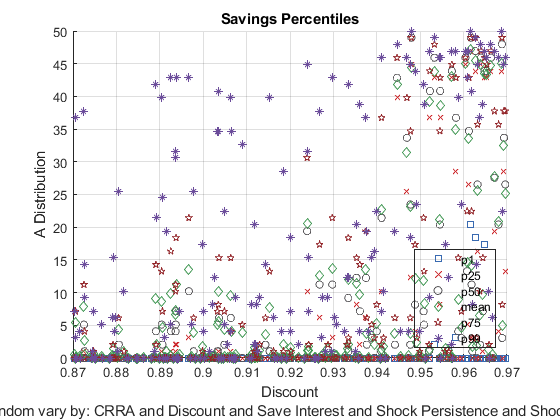 Savings Percentiles
50
45
40
35
30
25
20
15
10
5
0
A Distribution
p1
p25
p50
mean
p75
p99
0.87 0.88 0.89 0.9 0.91 0.92 0.93 0.94 0.95 0.96 0.97
Discount
ndom vary by: CRRA and Discount and Save Interest and Shock Persistence and Sho